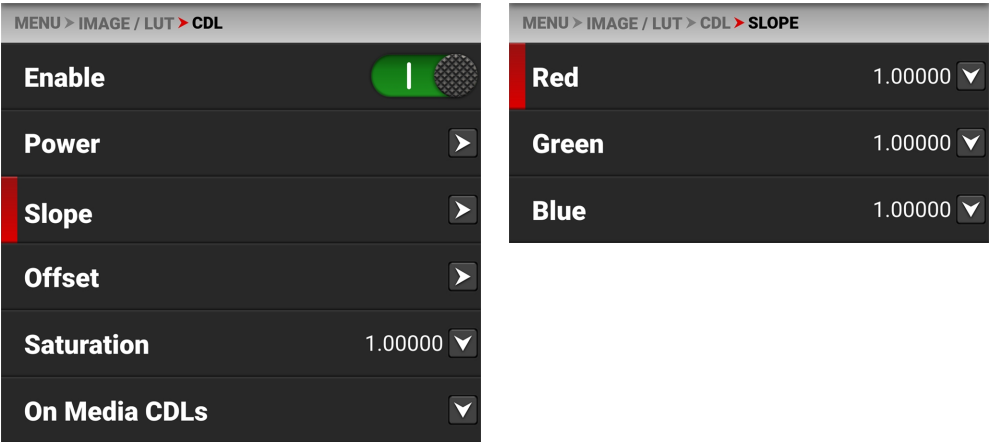 MENU > IMAGE / LUT > CDL
Enable
Power
Slope
Offset
Saturation 1.00000
On Media CDLs
MENU > IMAGE / LUT > CDL > SLOPE
Red 1.00000
Green 1.00000
Blue 1.00000